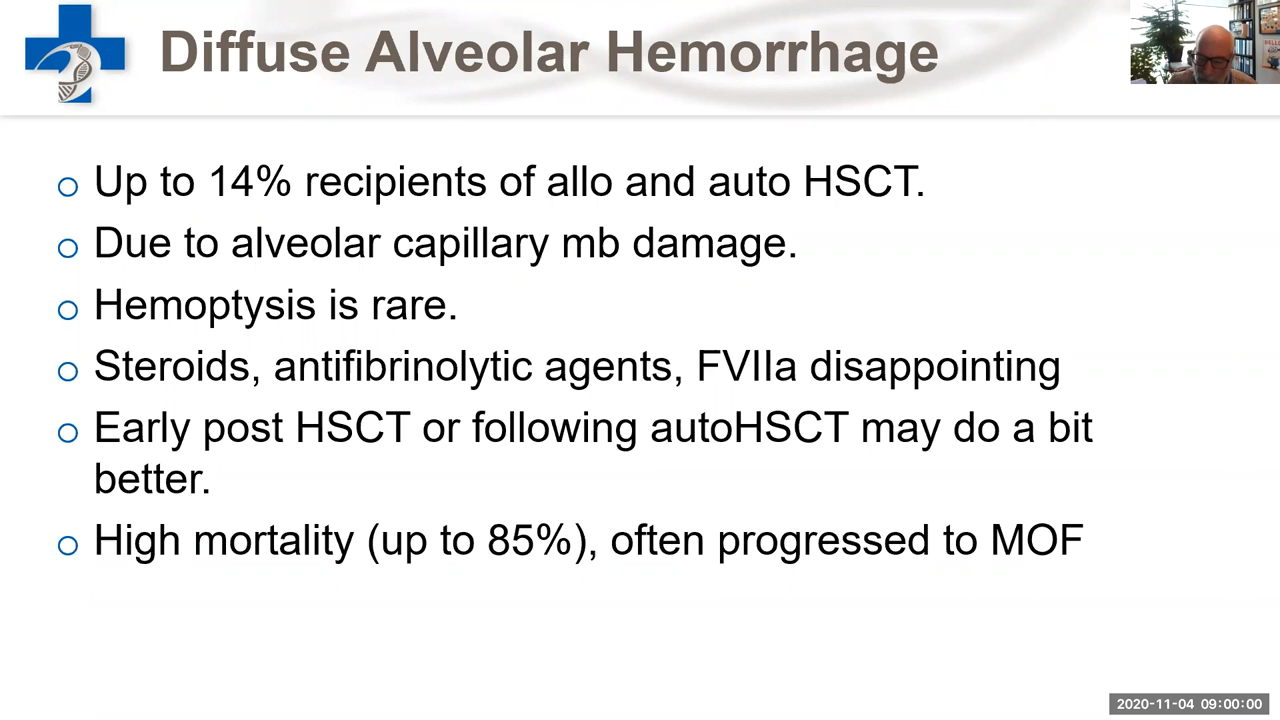 Diffuse Alveolar Hemorrhage
Up to 14% recipients of allo and auto HSCT.
Due to alveolar capillary mb damage.
Hemoptysis is rare.
Steroids, antifibrinolytic agents, FVIIa disappointing
Early post HSCT or following autoHSCT may do a bit
better.
High mortality (up to 85%), often progressed to MOF
2020-11-04 09:00:00